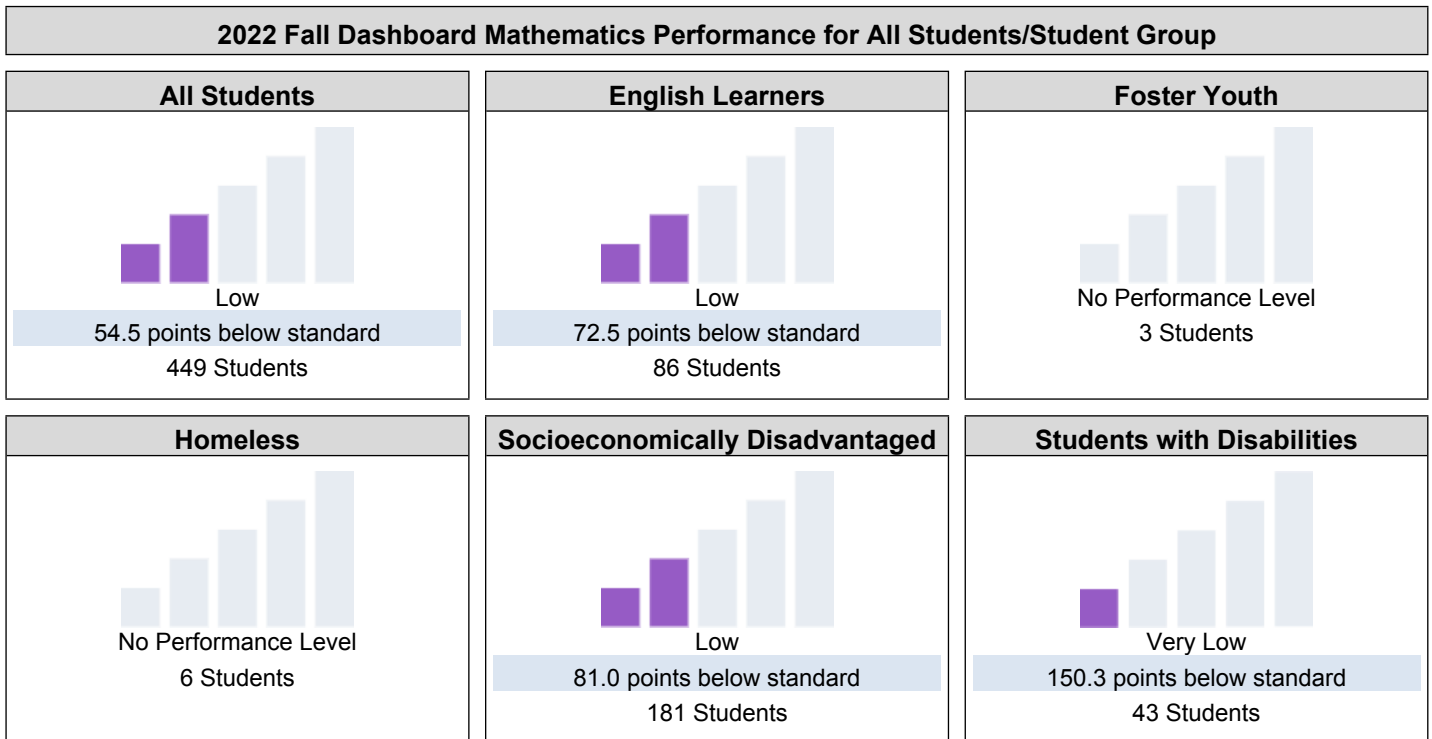 2022 Fall Dashboard Mathematics Performance for All Students/Student Group
All Students
Low
54.5 points below standard
449 Students
English Learners
Low
72.5 points below standard
86 Students
Foster Youth
No Performance Level
3 Students
Homeless
No Performance Level
6 Students
Socioeconomically Disadvantaged
Low
81.0 points below standard
181 Students
Students with Disabilities
Very Low
150.3 points below standard
43 Students